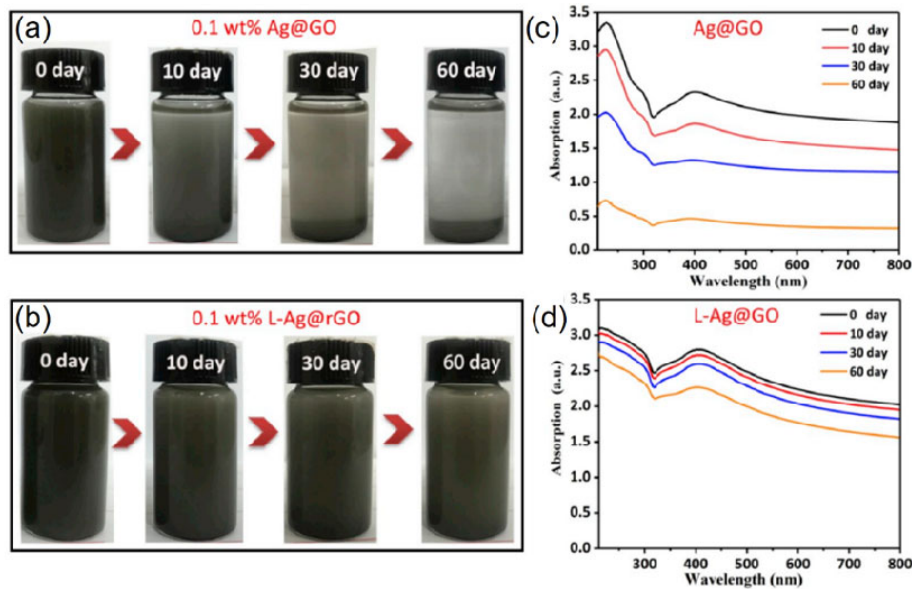 (a)
0.1 wt% Ag@GO
0 day
10 day
30 day
60 day
(c)
Ag@GO
0 day
10 day
30 day
60 day
3.5
3.0
2.5
2.0
1.5
1.0
0.5
0.0
Absorption (a.u.)
300 400 500 600 700 800
Wavelength (nm)
(b)
0.1 wt% L-Ag@rGO
0 day
10 day
30 day
60 day
(d)
L-Ag@GO
0 day
10 day
30 day
60 day
3.5
3.0
2.5
2.0
1.5
1.0
0.5
0.0
Absorption (a.u.)
300 400 500 600 700 800
Wavelength (nm)